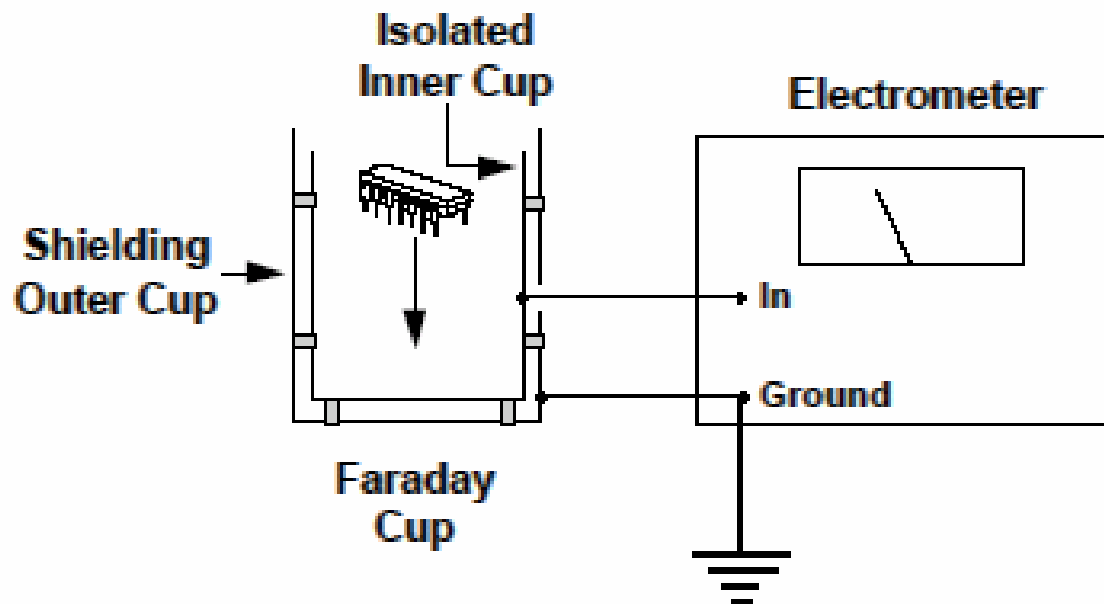 Isolated
Inner Cup
Electrometer
Shielding
Outer Cup
In
Ground
Faraday
Cup